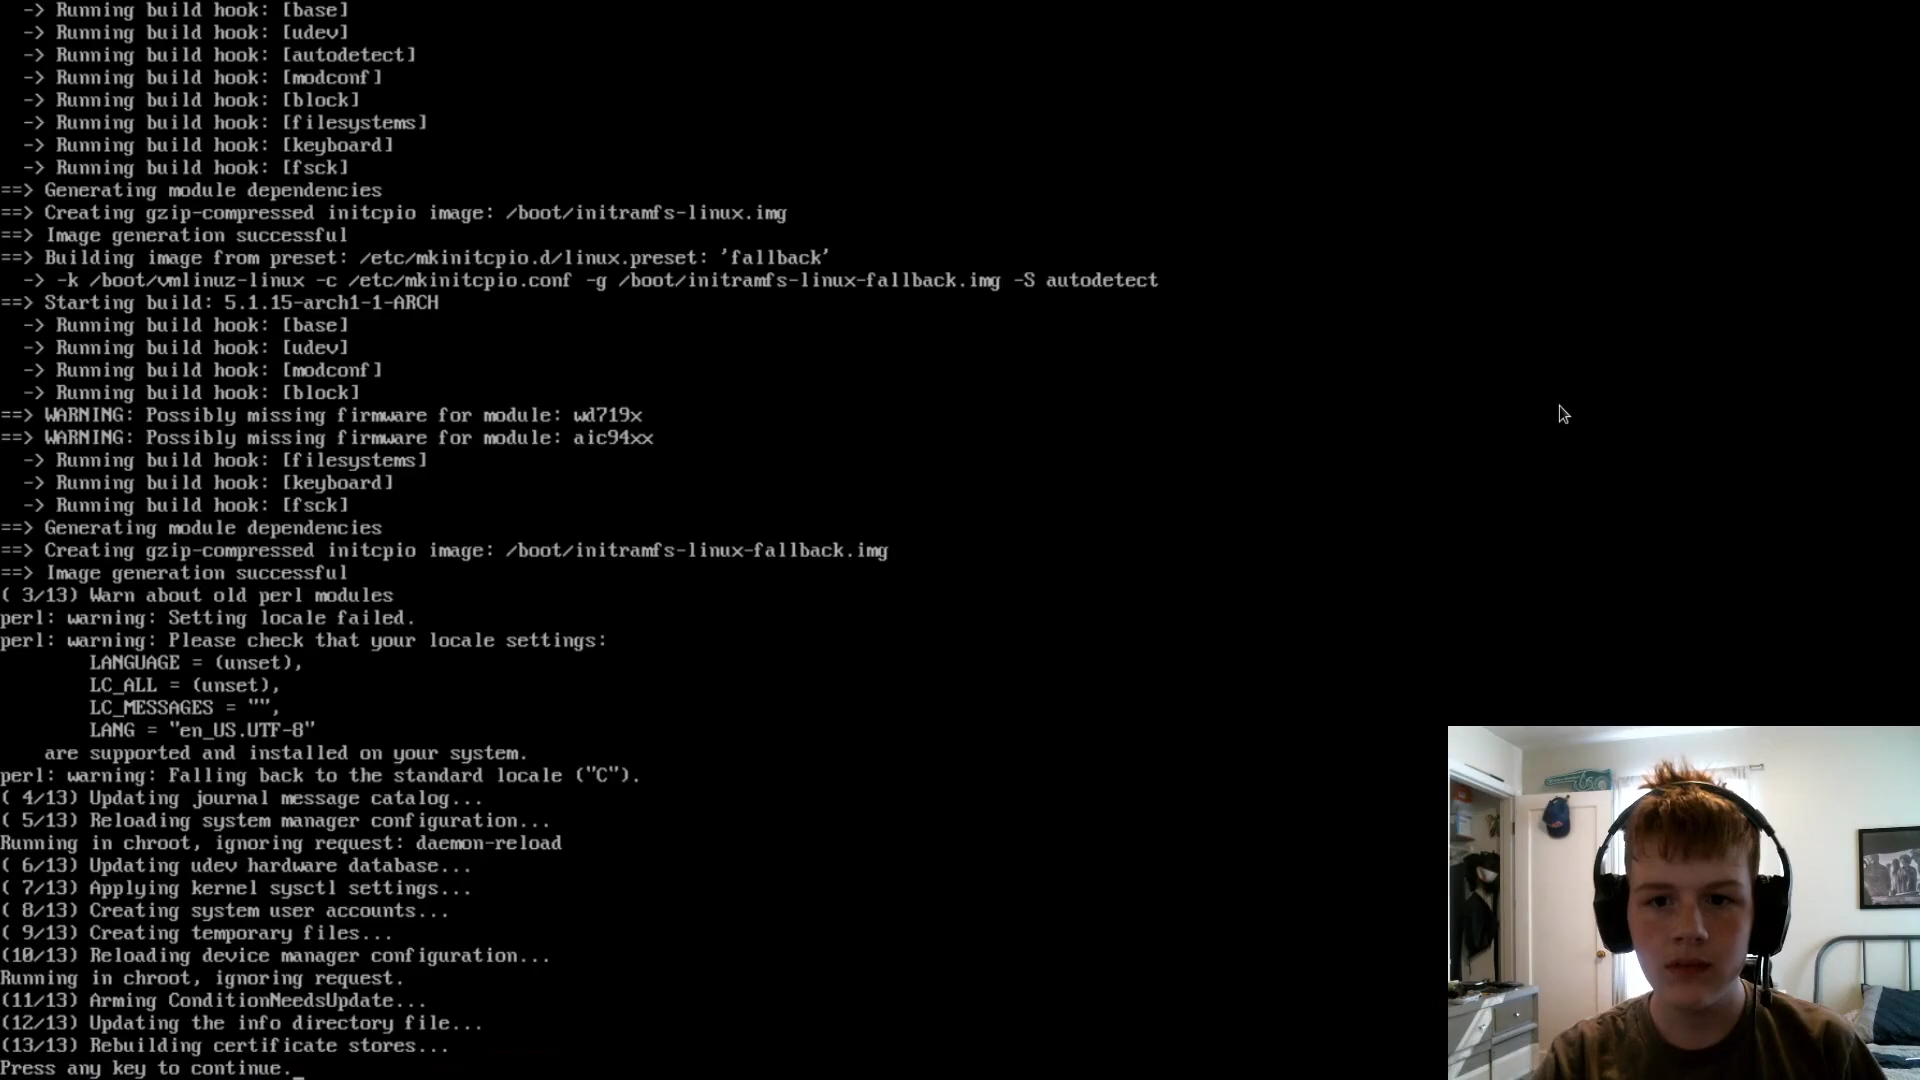 -> Running build hook: [base]
-> Running build hook: [udev]
-> Running build hook: [autodetect]
-> Running build hook: [modconf]
-> Running build hook: [block]
-> Running build hook: [filesystems]
-> Running build hook: [keyboard]
-> Running build hook: [fsck]
==> Generating module dependencies
==> Creating gzip-compressed initcpio image: /boot/initramfs-linux.img
==> Image generation successful
==> Building image from preset: /etc/mkinitcpio.d/linux.preset: 'fallback'
-> -k /boot/vmlinuz-linux -c /etc/mkinitcpio.conf -g /boot/initramfs-linux-fallback.img -S autodetect
==> Starting build: 5.1.15-arch1-1-ARCH
-> Running build hook: [base]
-> Running build hook: [udev]
-> Running build hook: [modconf]
-> Running build hook: [block]
==> WARNING: Possibly missing firmware for module: wd719x
==> WARNING: Possibly missing firmware for module: aic94xx
-> Running build hook: [filesystems]
-> Running build hook: [keyboard]
-> Running build hook: [fsck]
==> Generating module dependencies
==> Creating gzip-compressed initcpio image: /boot/initramfs-linux-fallback.img
==> Image generation successful
( 3/13) Warn about old perl modules
perl: warning: Setting locale failed.
perl: warning: Please check that your locale settings:
LANGUAGE = (unset),
LC_ALL = (unset),
LC_MESSAGES = "",
LANG = "en_US.UTF-8"
are supported and installed on your system.
perl: warning: Falling back to the standard locale ("C").
( 4/13) Updating journal message catalog...
( 5/13) Reloading system manager configuration...
Running in chroot, ignoring request: daemon-reload
( 6/13) Updating udev hardware database...
( 7/13) Applying kernel sysctl settings...
( 8/13) Creating system user accounts...
( 9/13) Creating temporary files...
(10/13) Reloading device manager configuration...
Running in chroot, ignoring request.
(11/13) Arming ConditionNeedsUpdate...
(12/13) Updating the info directory file...
(13/13) Rebuilding certificate stores...
Press any key to continue._